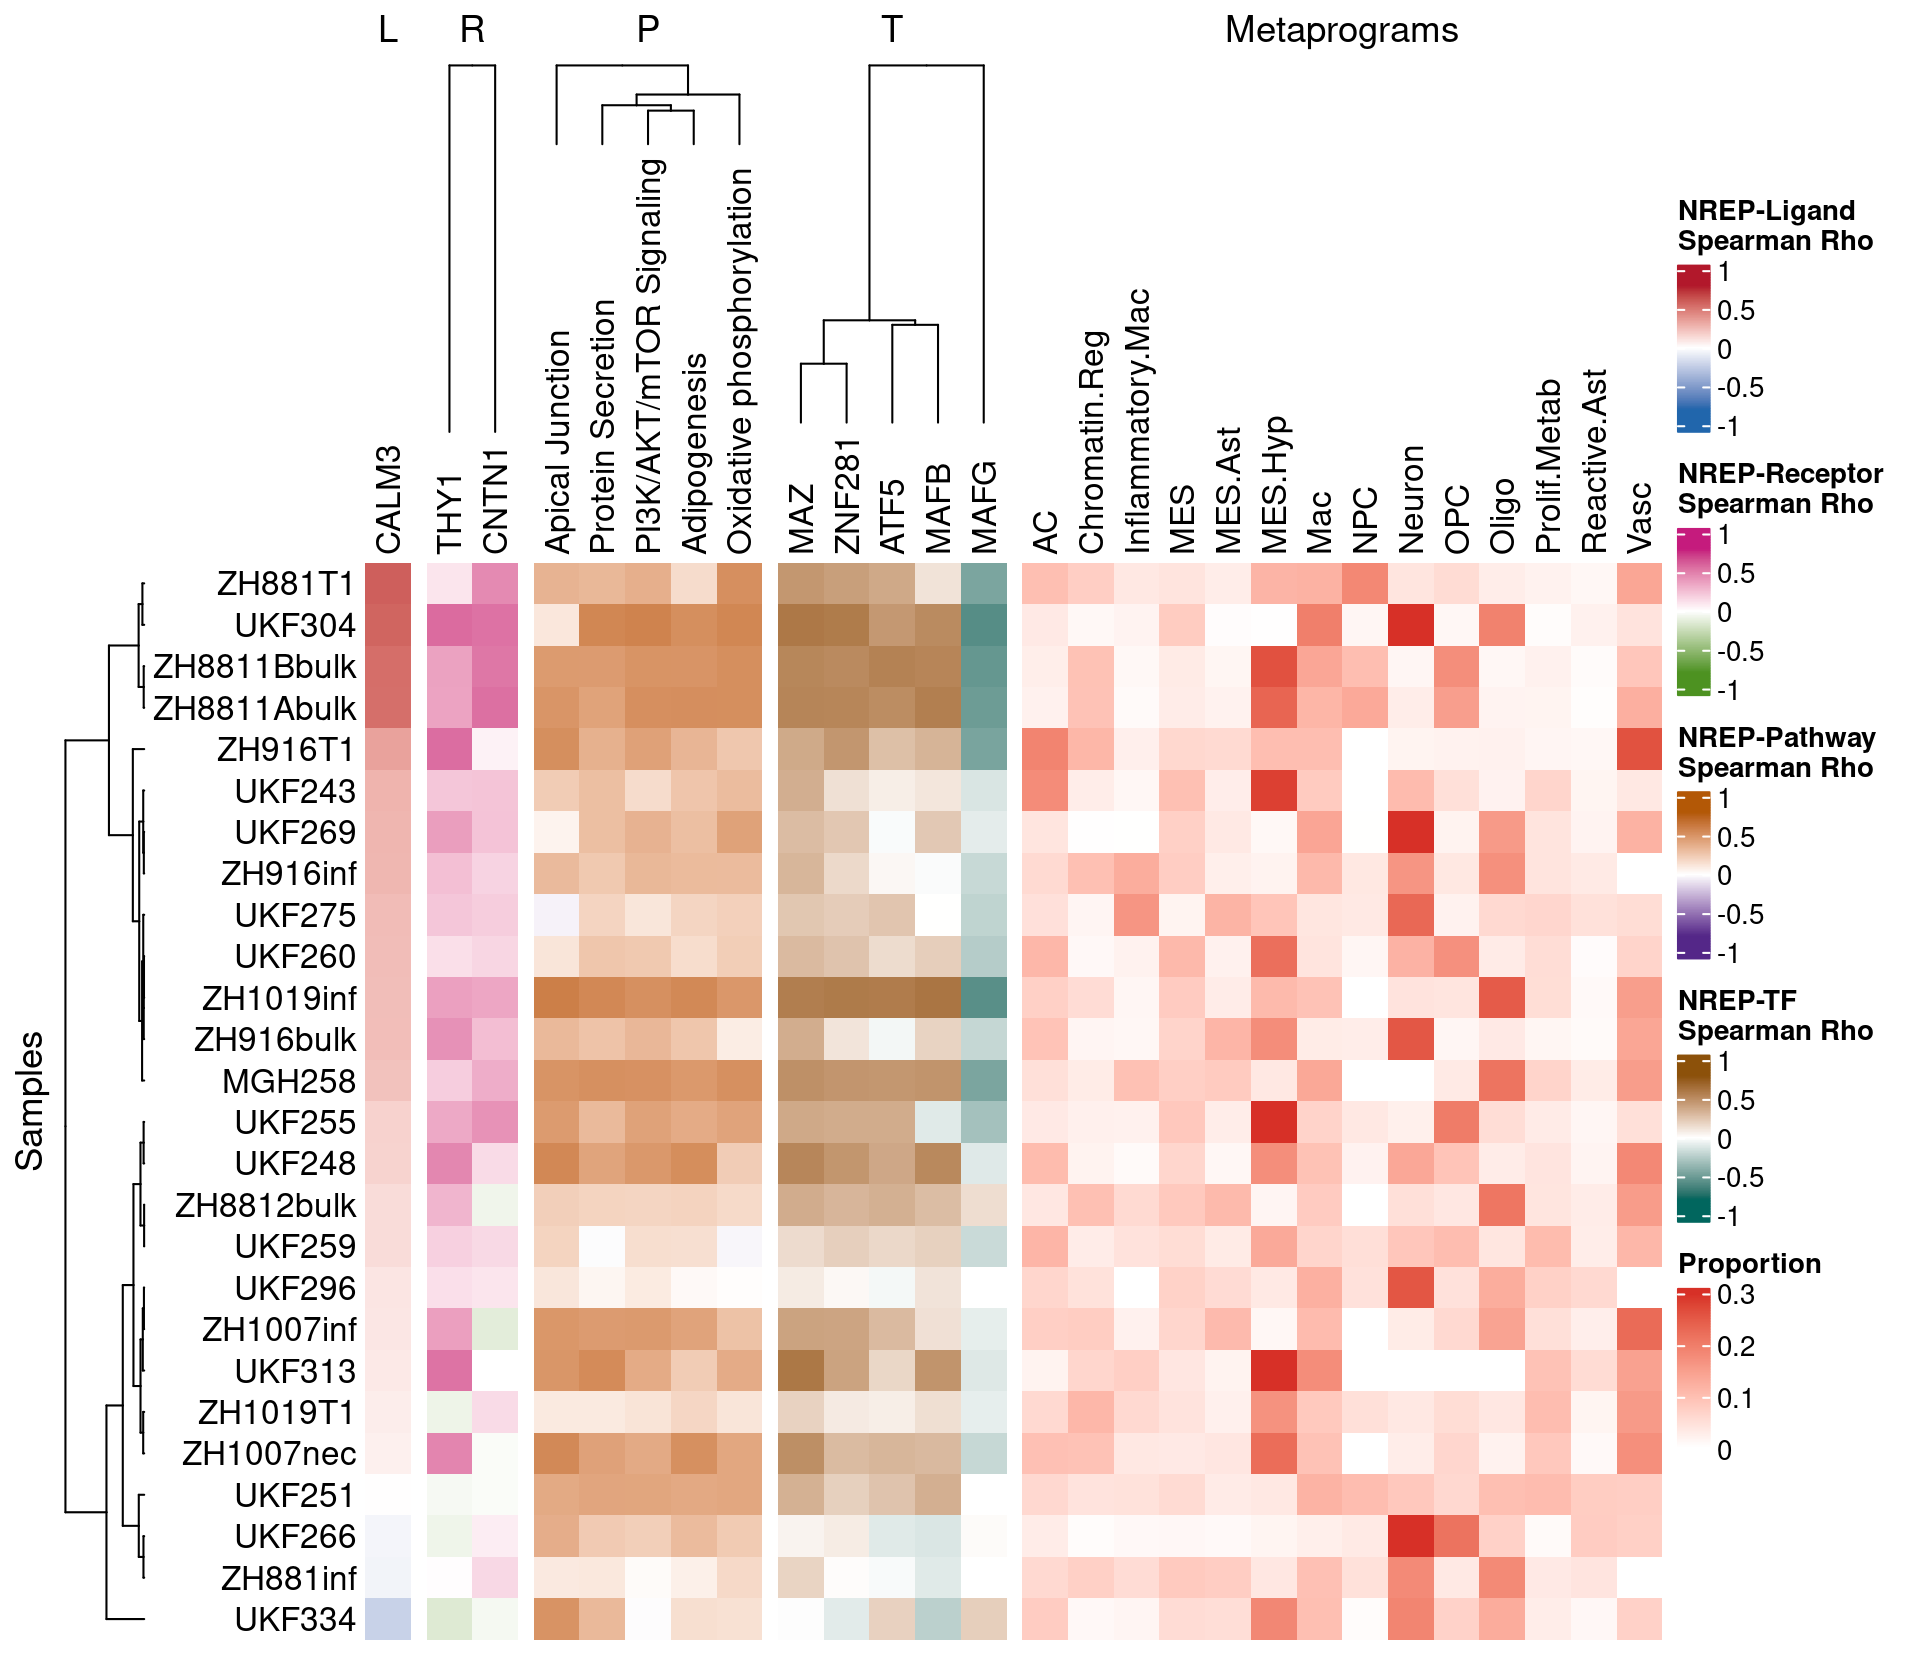 L R P T Metaprograms
CALM3
THY1
CNTN1
Apical Junction
Protein Secretion
PI3K/AKT/mTOR Signaling
Adipogenesis
Oxidative phosphorylation
MAZ
ZNF281
ATF5
MAFB
MAFG
AC
Chromatin.Reg
Inflammatory.Mac
MES
MES.Ast
MES.Hyp
Mac
NPC
Neuron
OPC
Oligo
Prolif.Metab
Reactive.Ast
Vasc
Samples
ZH881T1
UKF304
ZH8811Bbulk
ZH8811Abulk
ZH916T1
UKF243
UKF269
ZH916inf
UKF275
UKF260
ZH1019inf
ZH916bulk
MGH258
UKF255
UKF248
ZH8812bulk
UKF259
UKF296
ZH1007inf
UKF313
ZH1019T1
ZH1007nec
UKF251
UKF266
ZH881inf
UKF334
NREP-Ligand
Spearman Rho
1
0.5
0
-0.5
-1
NREP-Receptor
Spearman Rho
1
0.5
0
-0.5
-1
NREP-Pathway
Spearman Rho
1
0.5
0
-0.5
-1
NREP-TF
Spearman Rho
1
0.5
0
-0.5
-1
Proportion
0.3
0.2
0.1
0